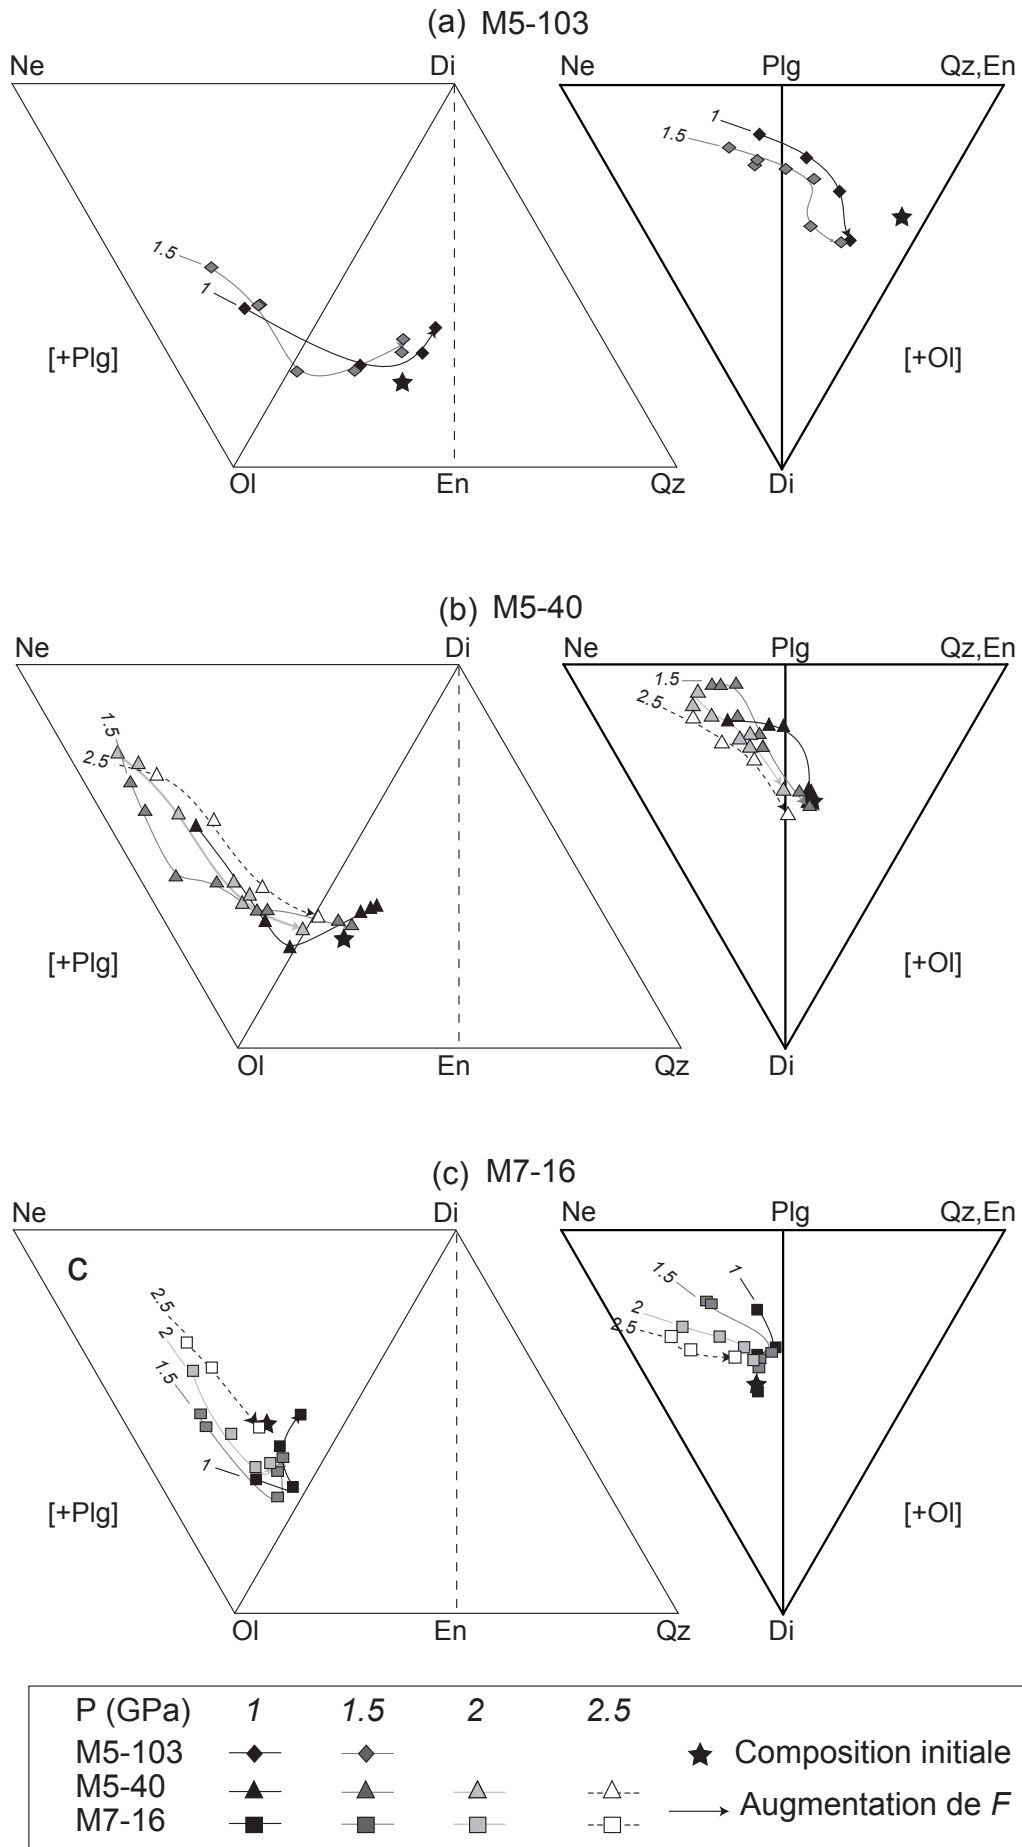 (a) M5-103
Ne Di Ne Plg Qz,En
1
1.5
1.5
1
[+Plg] [+Ol]
Ol En Qz Di
(b) M5-40
Ne Di Ne Plg Qz,En
1.5
2.5
1.5
2.5
[+Plg] [+Ol]
Ol En Qz Di
(c) M7-16
Ne Di Ne Plg Qz,En
c
1.5
1
2.5
2
2
2.5
1.5
1
[+Plg] [+Ol]
Ol En Qz Di
P (GPa) 1 1.5 2 2.5
M5-103
Composition initiale
M5-40
Augmentation de F
M7-16